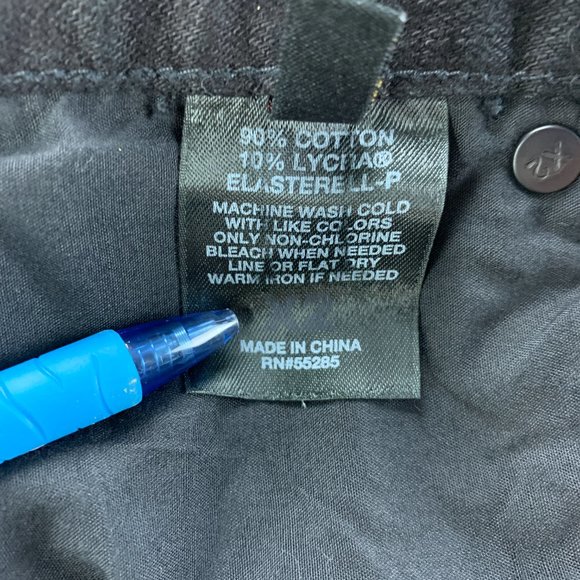 90% COTTON
10% LYCRA®
ELASTERELL-P
MACHINE WASH COLD
WITH LIKE COLORS
ONLY NON-CHLORINE
BLEACH WHEN NEEDED
LINE OR FLAT DRY
WARM IRON IF NEEDED
MADE IN CHINA
RN#55285